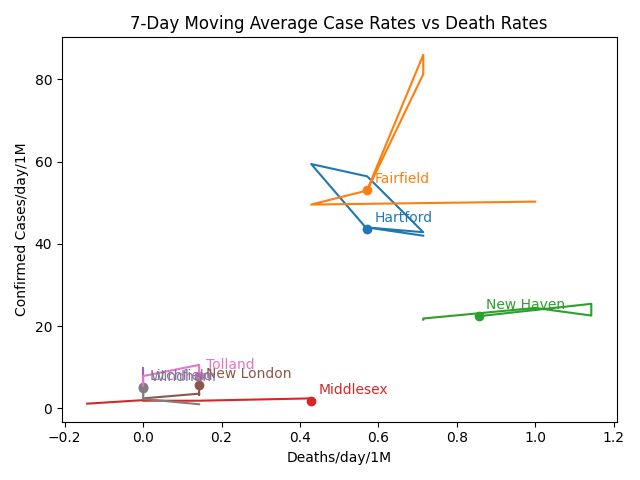 7-Day Moving Average Case Rates vs Death Rates
Confirmed Cases/day/1M
80
60
40
20
0
Fairfield
Hartford
New Haven
Tolland
Litchfield
Windham
New London
Middlesex
−0.2 0.0 0.2 0.4 0.6 0.8 1.0 1.2
Deaths/day/1M